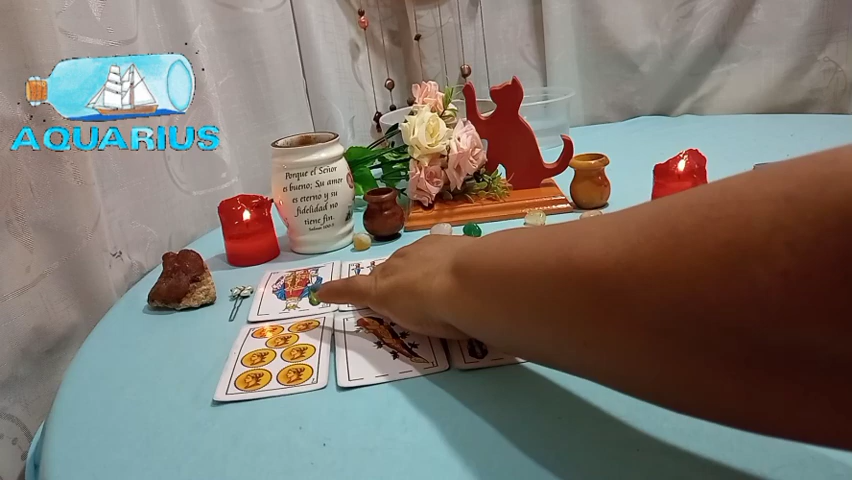 AQUARIUS
Porque el Señor
es bueno; Su amor
es eterno y su
fidelidad no
tiene fin.